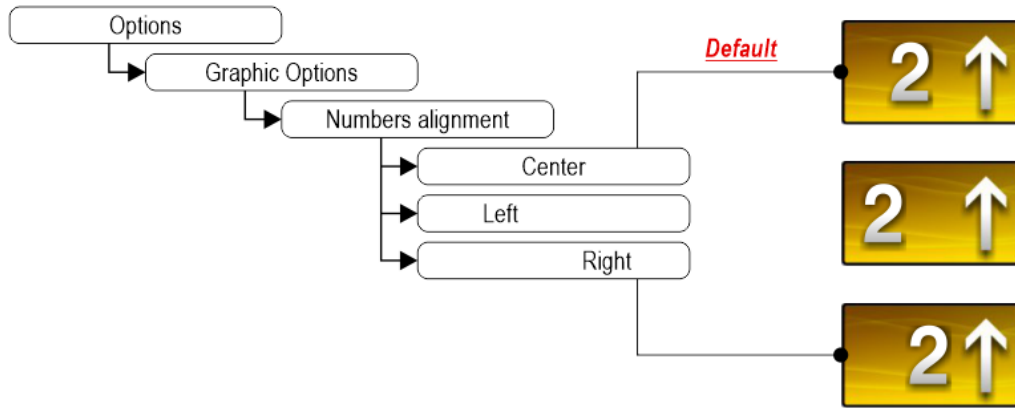 Options
Default
Graphic Options
2
Numbers alignment
Center
2
Left
Right
2